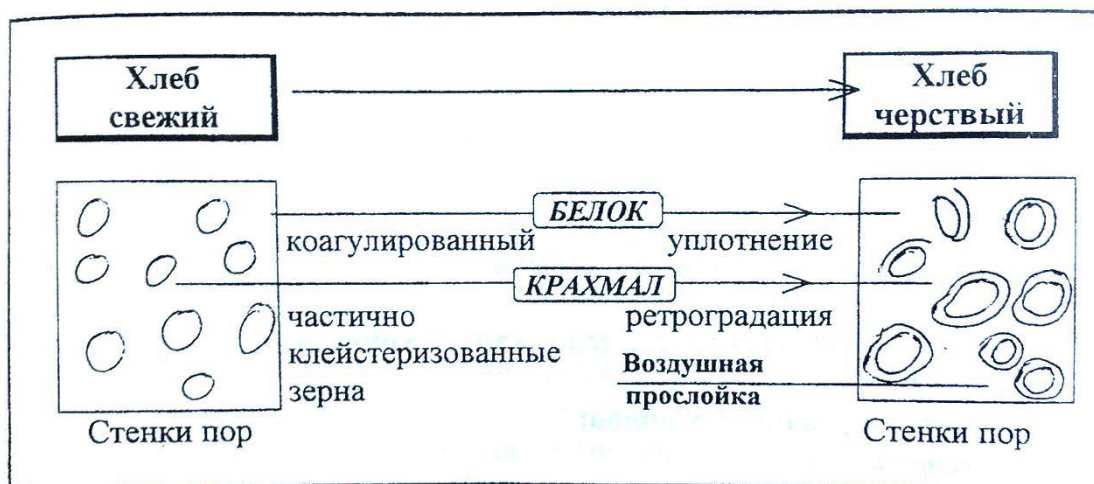 Хлеб
свежий
Хлеб
черствый
БЕЛОК
коагулированный
уплотнение
КРАХМАЛ
частично
клейстеризованные
зерна
ретроградация
Воздушная
прослойка
Стенки пор
Стенки пор